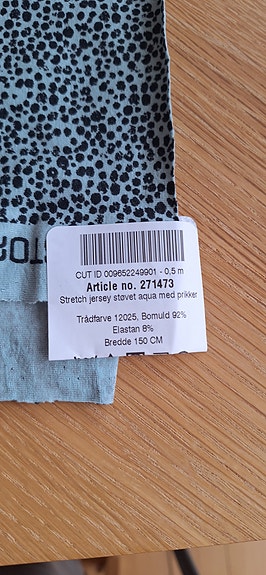 CUT ID 009652249901 - 0,5 m
Article no. 271473
Stretch jersey støvet aqua med prikker
Trådfarve 12025, Bomuld 92%
Elastan 8%
Bredde 150 CM
STOF